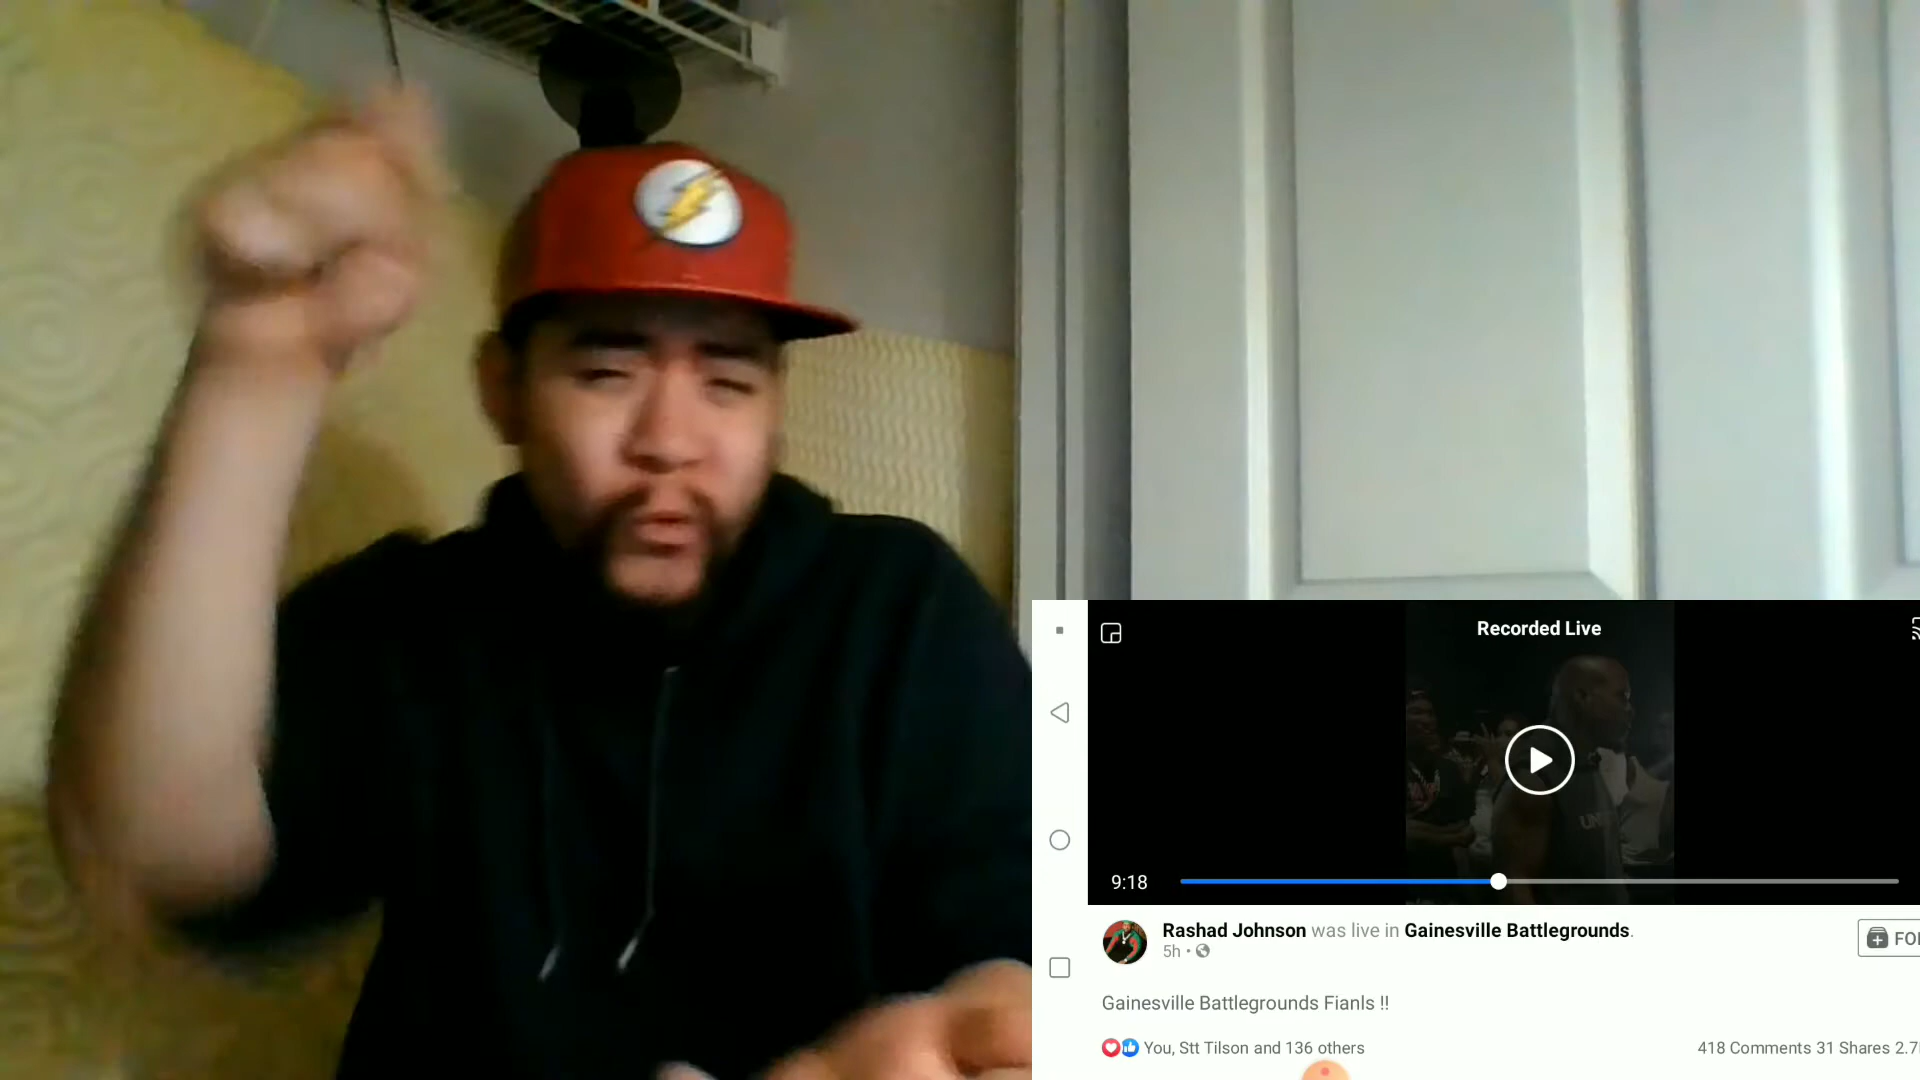 Recorded Live
9:18
Rashad Johnson was live in Gainesville Battlegrounds.
5h
Gainesville Battlegrounds Fianls !!
You, Stt Tilson and 136 others
418 Comments 31 Shares